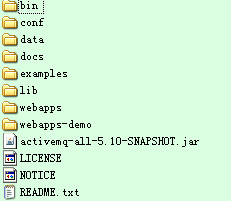 bin
conf
data
docs
examples
lib
webapps
webapps-demo
activemq-all-5.10-SNAPSHOT.jar
LICENSE
NOTICE
README.txt